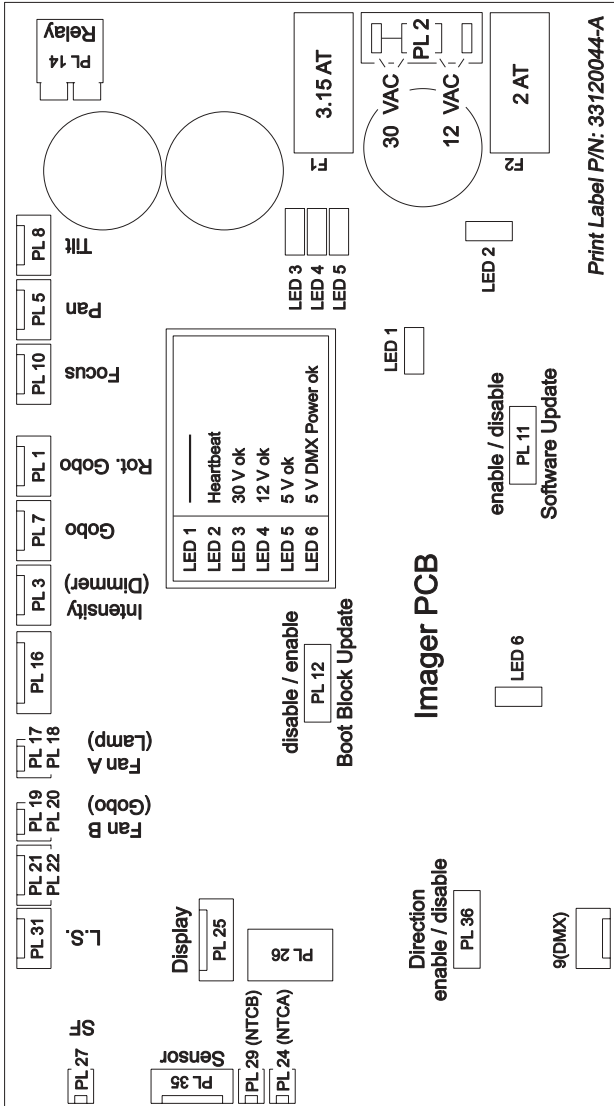 Relay
PL 14
3.15 AT
F1
PL 2
30 VAC
12 VAC
2 AT
F2
Print Label P/N: 33120044-A
PL 8
Tilt
PL 5
Pan
PL 10
Focus
PL 1
Rot. Gobo
PL 7
Gobo
PL 3
Intensity
(Dimmer)
PL 16
PL 17
PL 18
Fan A
(Lamp)
PL 19
PL 20
Fan B
(Gobo)
PL 21
PL 22
PL 31
L.S.
PL 27
SF
LED 3
LED 4
LED 5
LED 2
LED 1
LED 1
LED 2 Heartbeat
LED 3 30 V ok
LED 4 12 V ok
LED 5 5 V ok
LED 6 5 V DMX Power ok
enable / disable
PL 11
Software Update
disable / enable
PL 12
Boot Block Update
Imager PCB
LED 6
Display
PL 25
PL 26
Direction
enable / disable
PL 36
9(DMX)
Sensor
PL 35
PL 29 (NTCB)
PL 24 (NTCA)